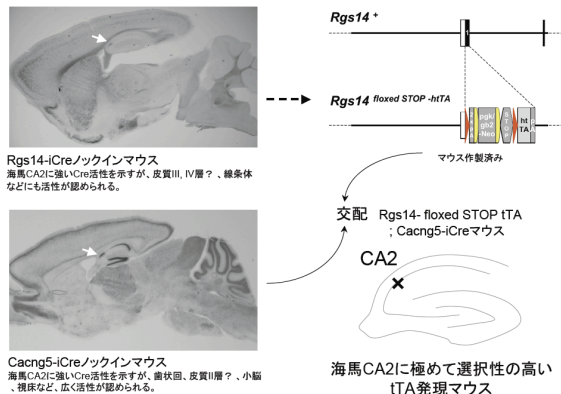 Rgs14 +
Rgs14 floxed STOP -htTA
pgk/
gb2
-Neo
S
T
O
P
ht
TA
マウス作製済み
Rgs14-iCreノックインマウス
海馬CA2に強いCre活性を示すが、皮質III, IV層？、線条体
などにも活性が認められる。
交配 Rgs14- floxed STOP tTA
; Cacng5-iCreマウス
CA2
Cacng5-iCreノックインマウス
海馬CA2に強いCre活性を示すが、歯状回、皮質II層？、小脳
、視床など、広く活性が認められる。
海馬CA2に極めて選択性の高い
tTA発現マウス